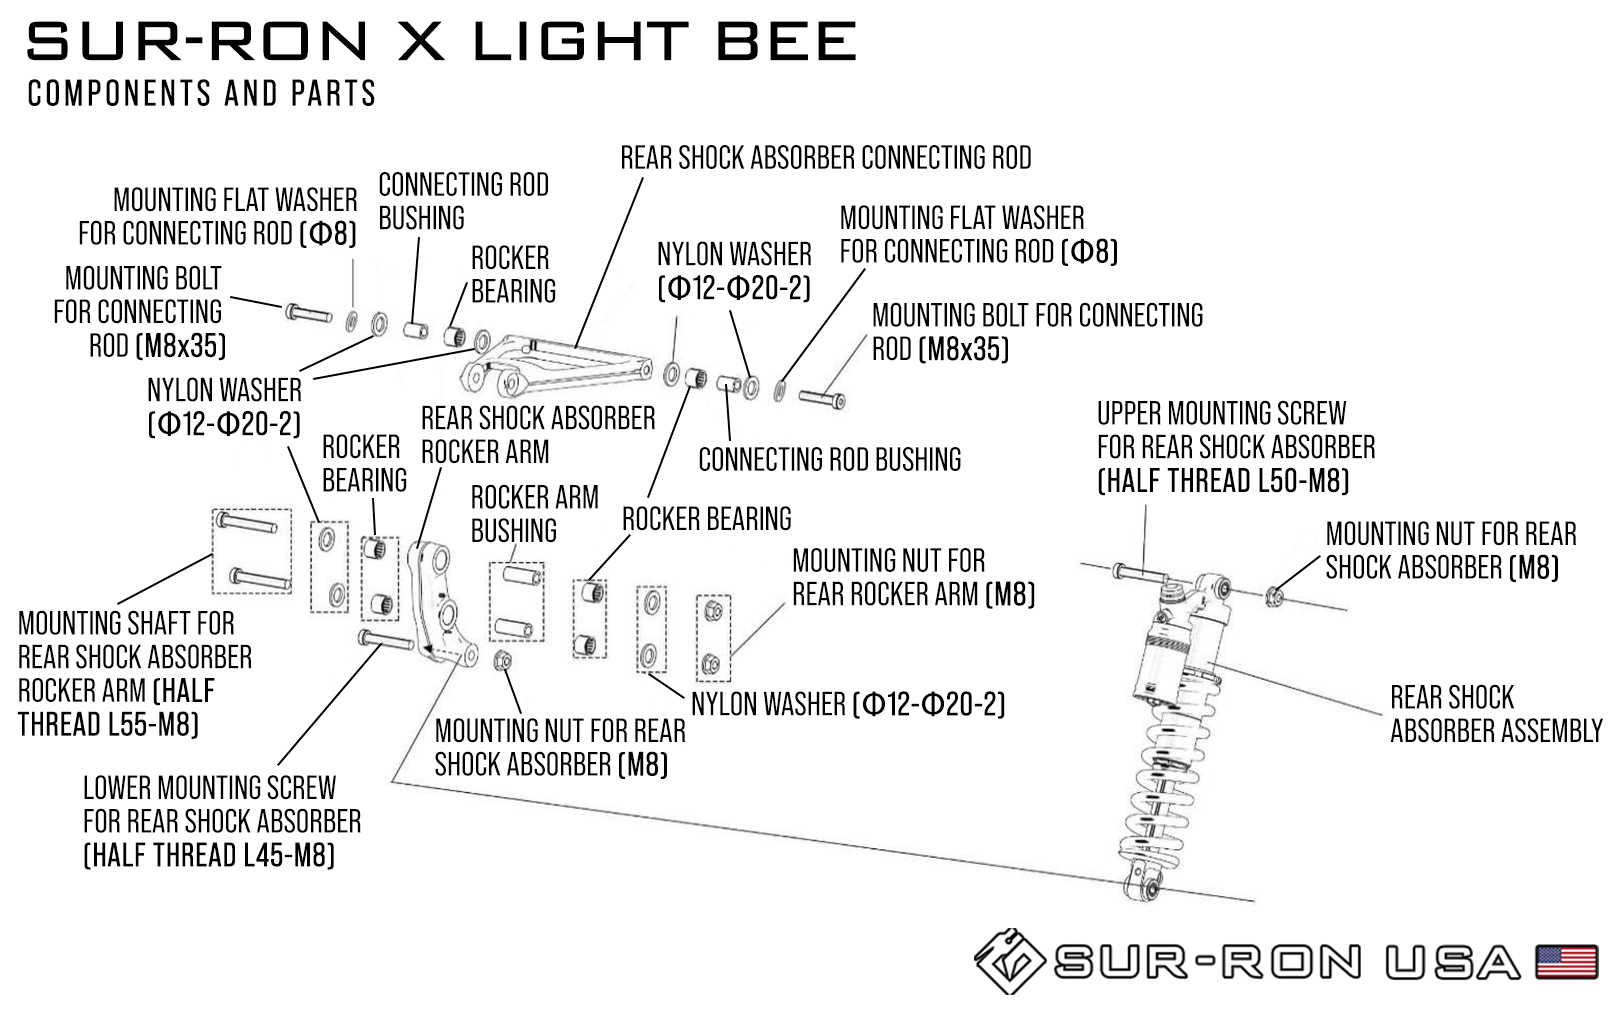 SUR-RON X LIGHT BEE
COMPONENTS AND PARTS
REAR SHOCK ABSORBER CONNECTING ROD
MOUNTING FLAT WASHER
FOR CONNECTING ROD (Φ8)
CONNECTING ROD
BUSHING
MOUNTING BOLT
FOR CONNECTING
ROD (M8x35)
ROCKER
BEARING
NYLON WASHER
(Φ12-Φ20-2)
MOUNTING FLAT WASHER
FOR CONNECTING ROD (Φ8)
MOUNTING BOLT FOR CONNECTING
ROD (M8x35)
NYLON WASHER
(Φ12-Φ20-2)
ROCKER
BEARING
REAR SHOCK ABSORBER
ROCKER ARM
CONNECTING ROD BUSHING
ROCKER ARM
BUSHING
ROCKER BEARING
UPPER MOUNTING SCREW
FOR REAR SHOCK ABSORBER
(HALF THREAD L50-M8)
MOUNTING NUT FOR REAR
SHOCK ABSORBER (M8)
MOUNTING NUT FOR
REAR ROCKER ARM (M8)
MOUNTING SHAFT FOR
REAR SHOCK ABSORBER
ROCKER ARM (HALF
THREAD L55-M8)
NYLON WASHER (Φ12-Φ20-2)
MOUNTING NUT FOR REAR
SHOCK ABSORBER (M8)
REAR SHOCK
ABSORBER ASSEMBLY
LOWER MOUNTING SCREW
FOR REAR SHOCK ABSORBER
(HALF THREAD L45-M8)
SUR-RON USA